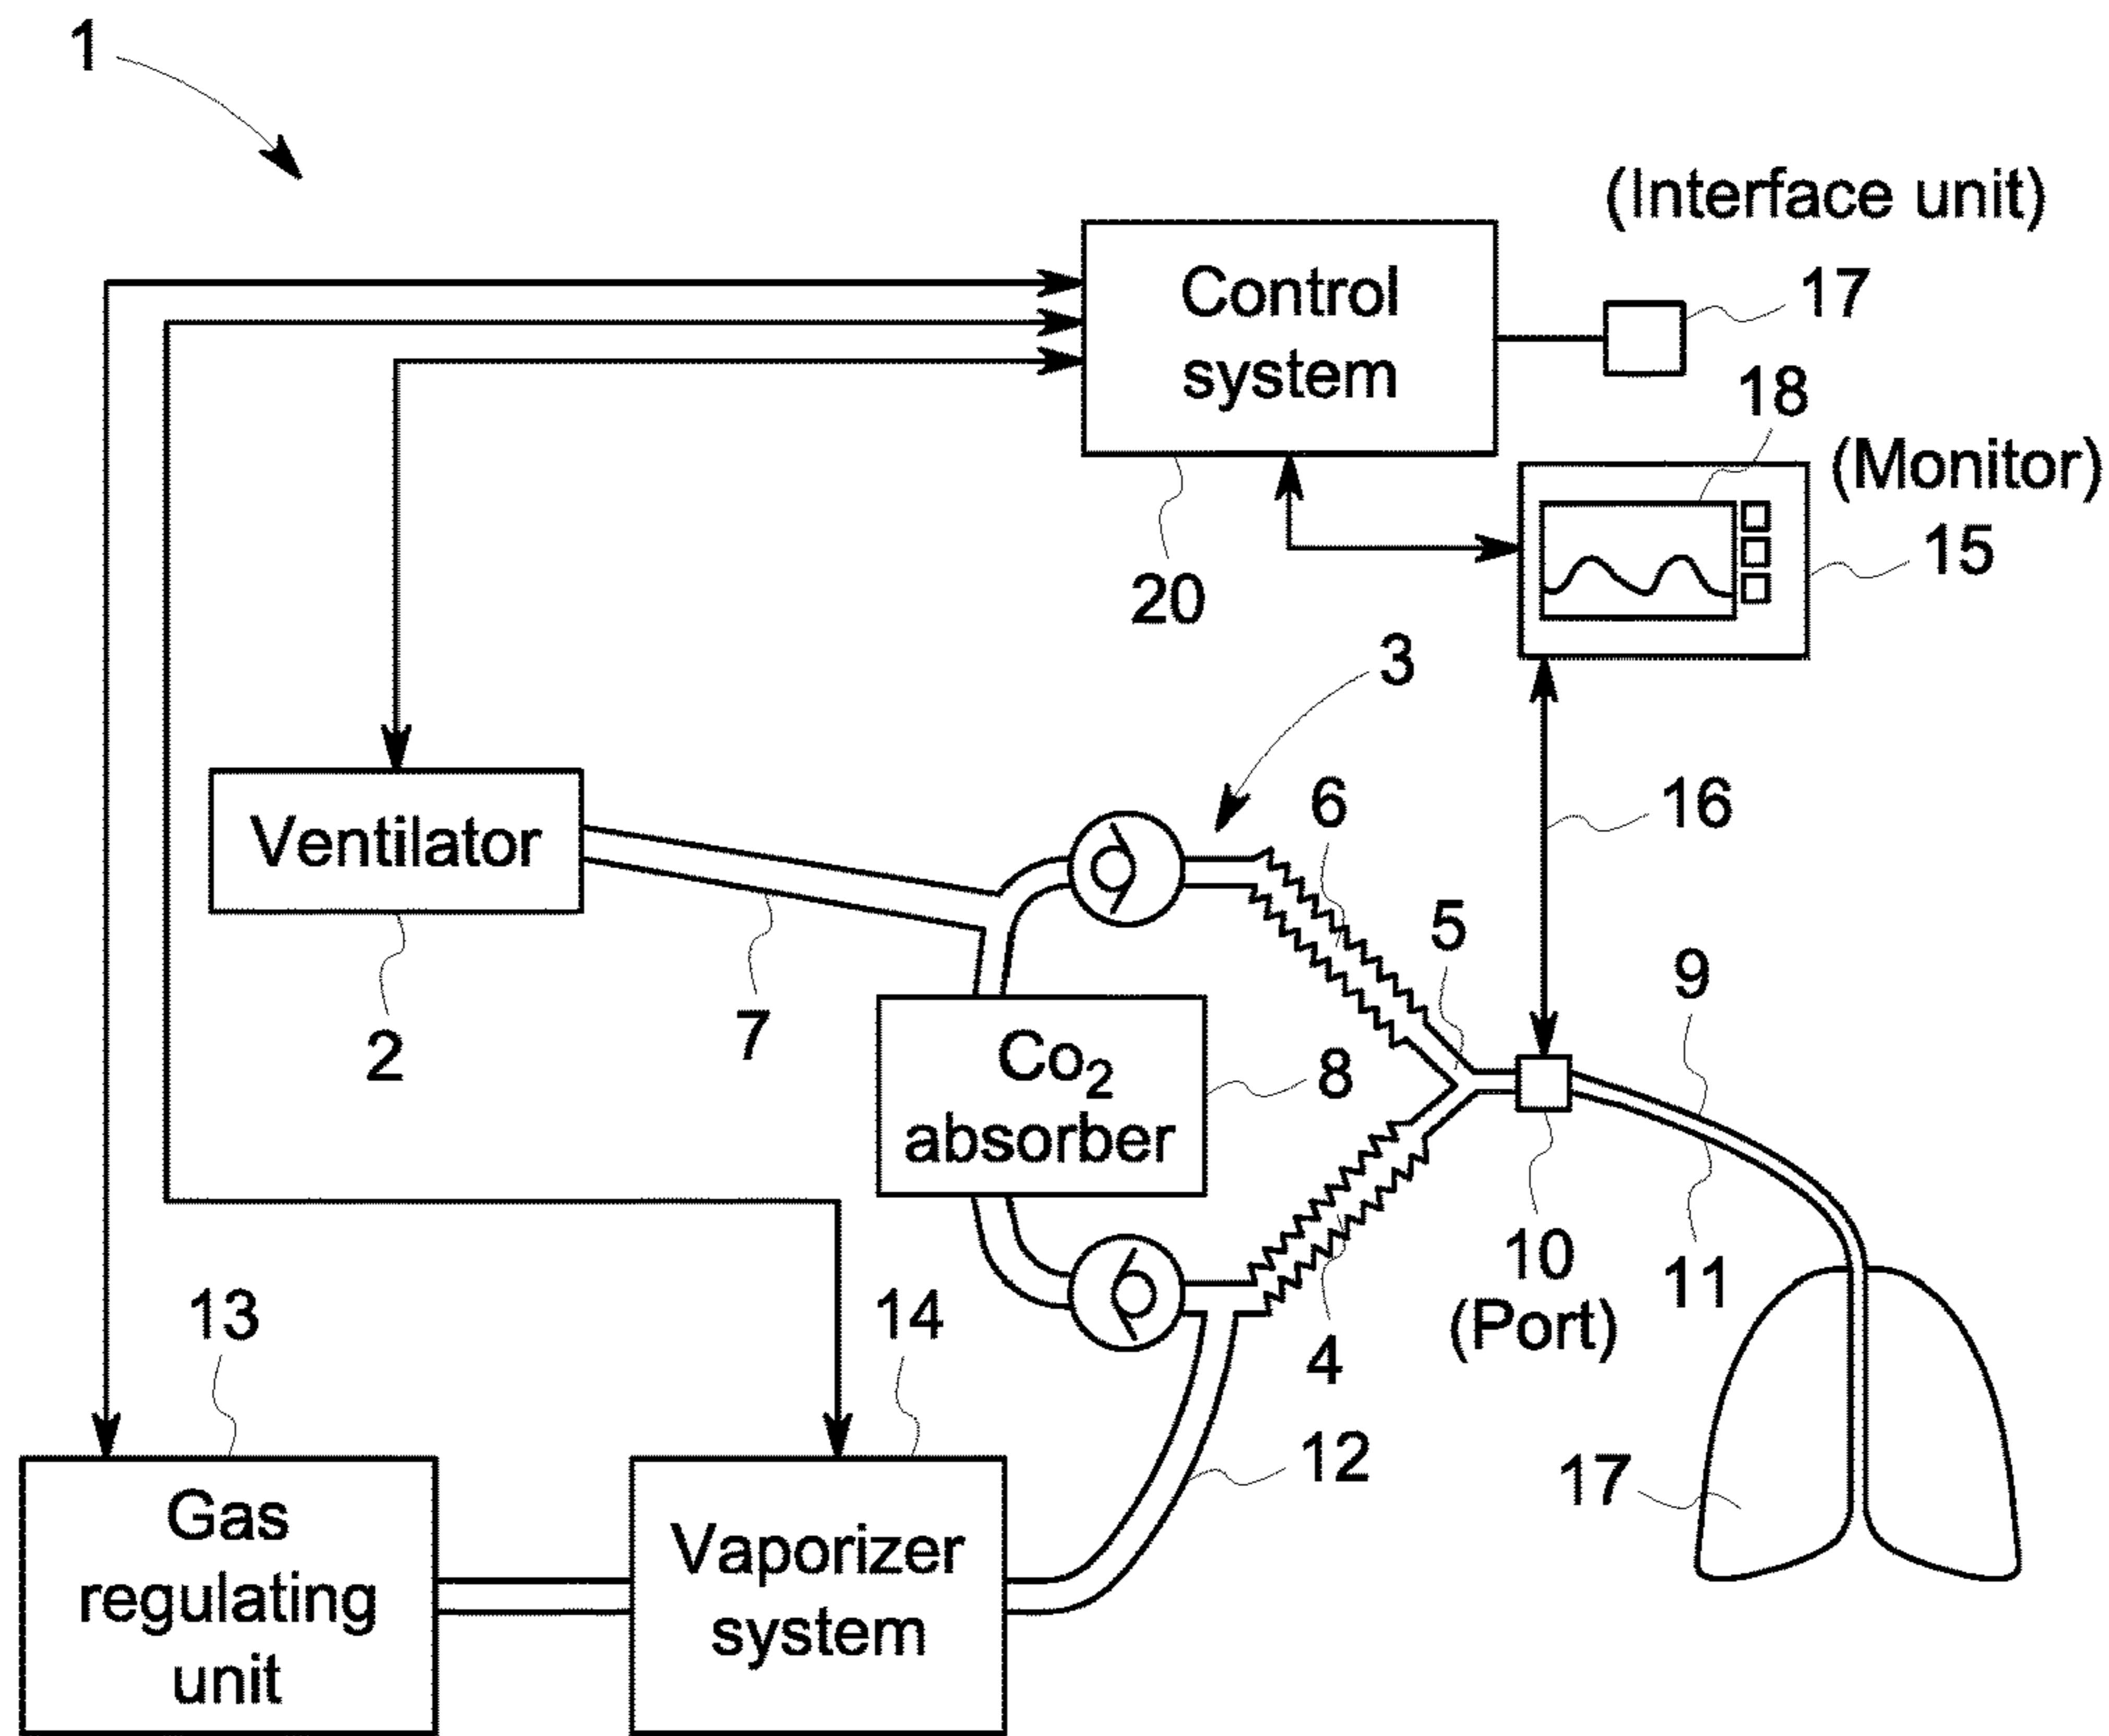 1
(Interface unit)
Control
system
17
18
(Monitor)
15
20
3
Ventilator
6
16
5
9
2
7
Co₂
absorber
8
10
(Port)
11
13
14
4
12
17
Gas
regulating
unit
Vaporizer
system